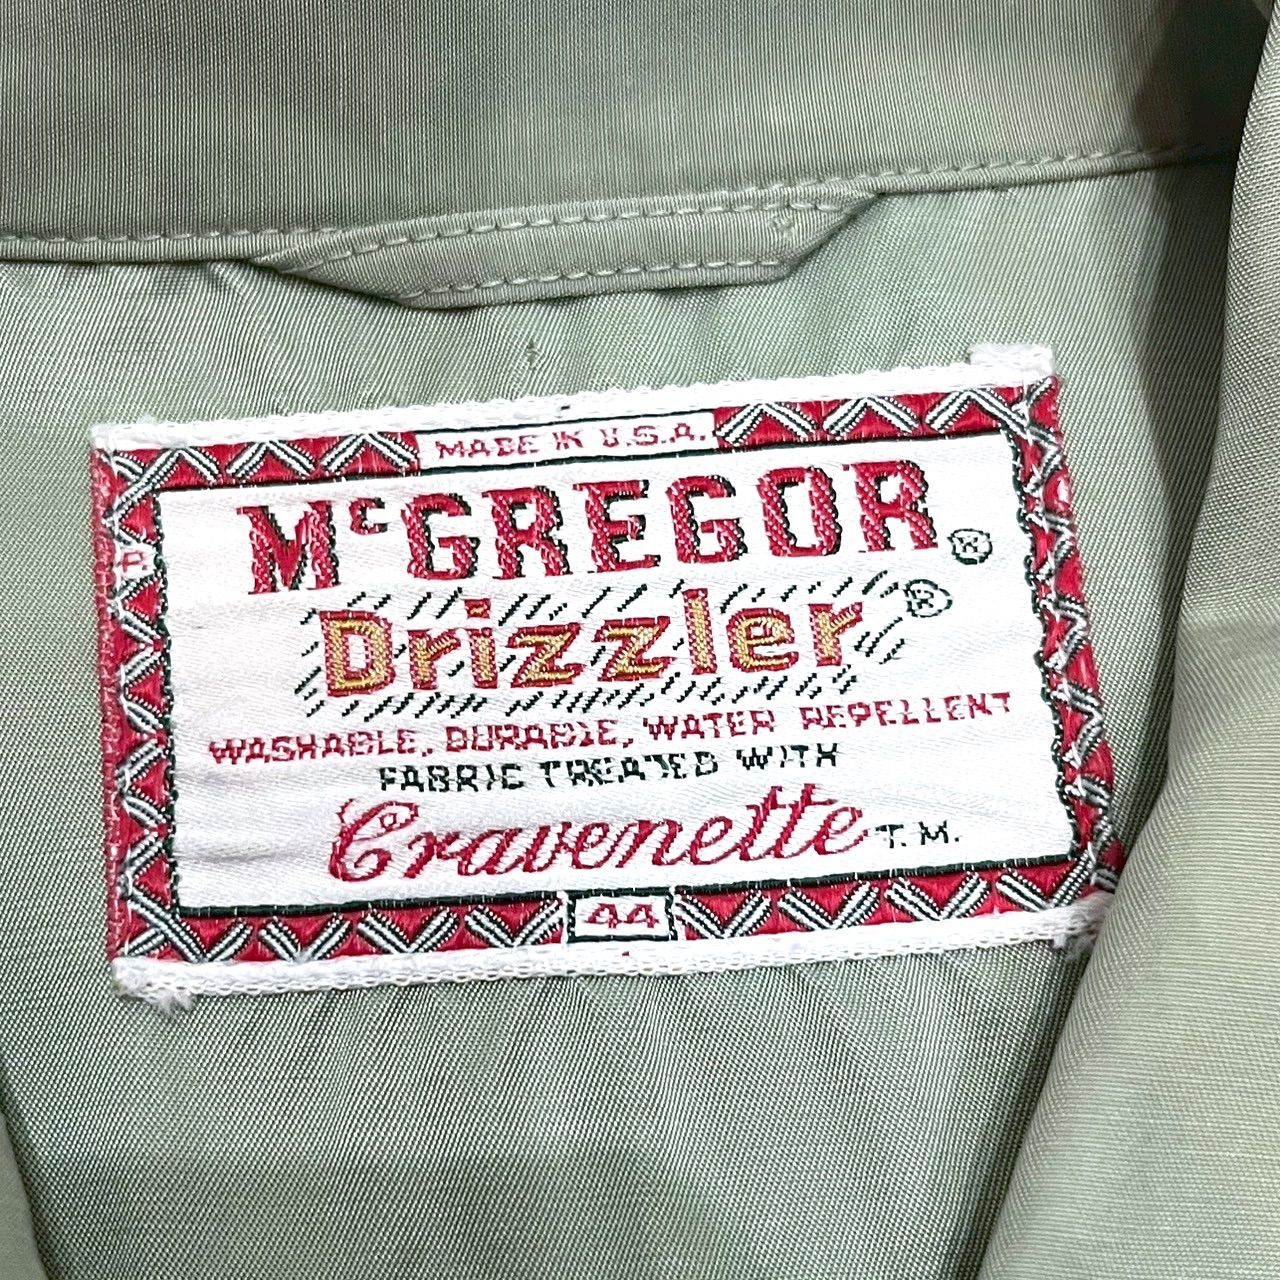 MADE IN U.S.A.
McGREGOR ®
Drizzler ®
WASHABLE, DURABLE, WATER REPELLENT
FABRIC TREATED WITH
Cravenette T.M.
44